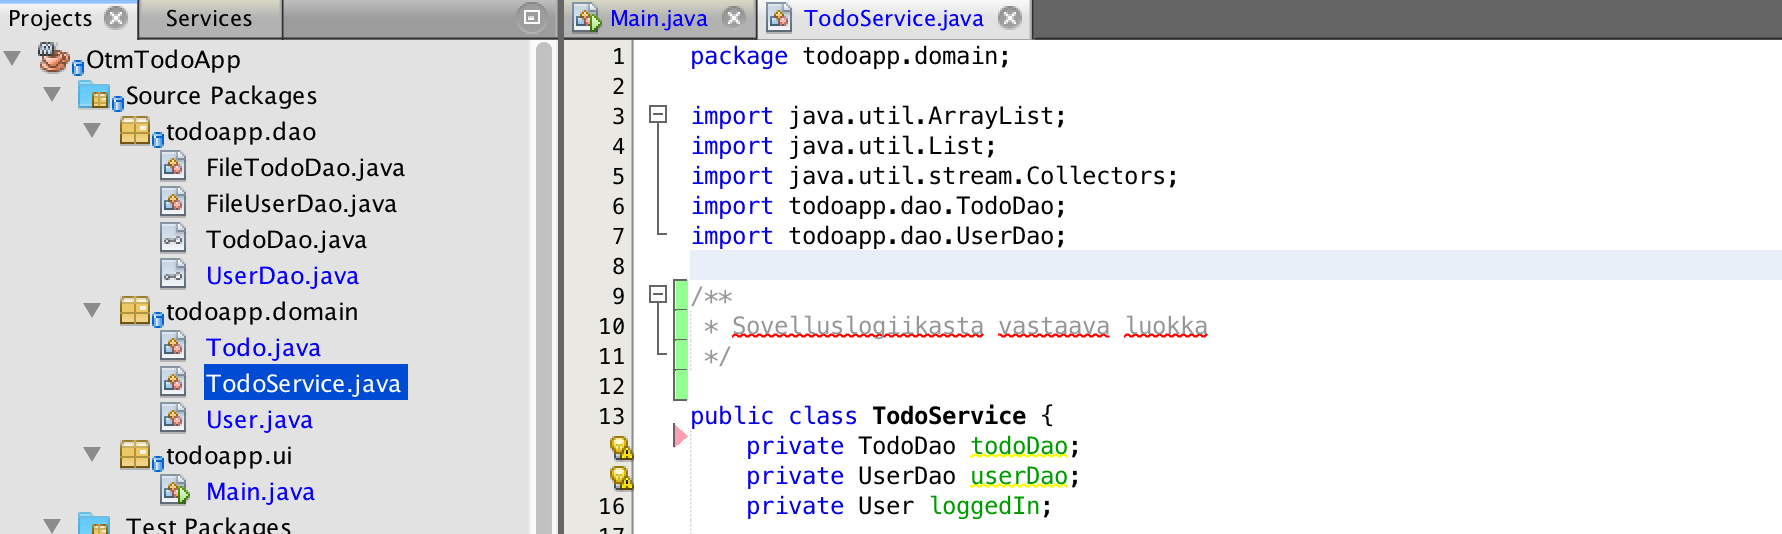 Projects
Services
OtmTodoApp
Source Packages
todoapp.dao
FileTodoDao.java
FileUserDao.java
TodoDao.java
UserDao.java
todoapp.domain
Todo.java
TodoService.java
User.java
todoapp.ui
Main.java
Test Packages
Main.java
TodoService.java
1 package todoapp.domain;
2
3 import java.util.ArrayList;
4 import java.util.List;
5 import java.util.stream.Collectors;
6 import todoapp.dao.TodoDao;
7 import todoapp.dao.UserDao;
8
9 /**
10 * Sovelluslogiikasta vastaava luokka
11 */
12
13 public class TodoService {
private TodoDao todoDao;
private UserDao userDao;
16 private User loggedIn;
17